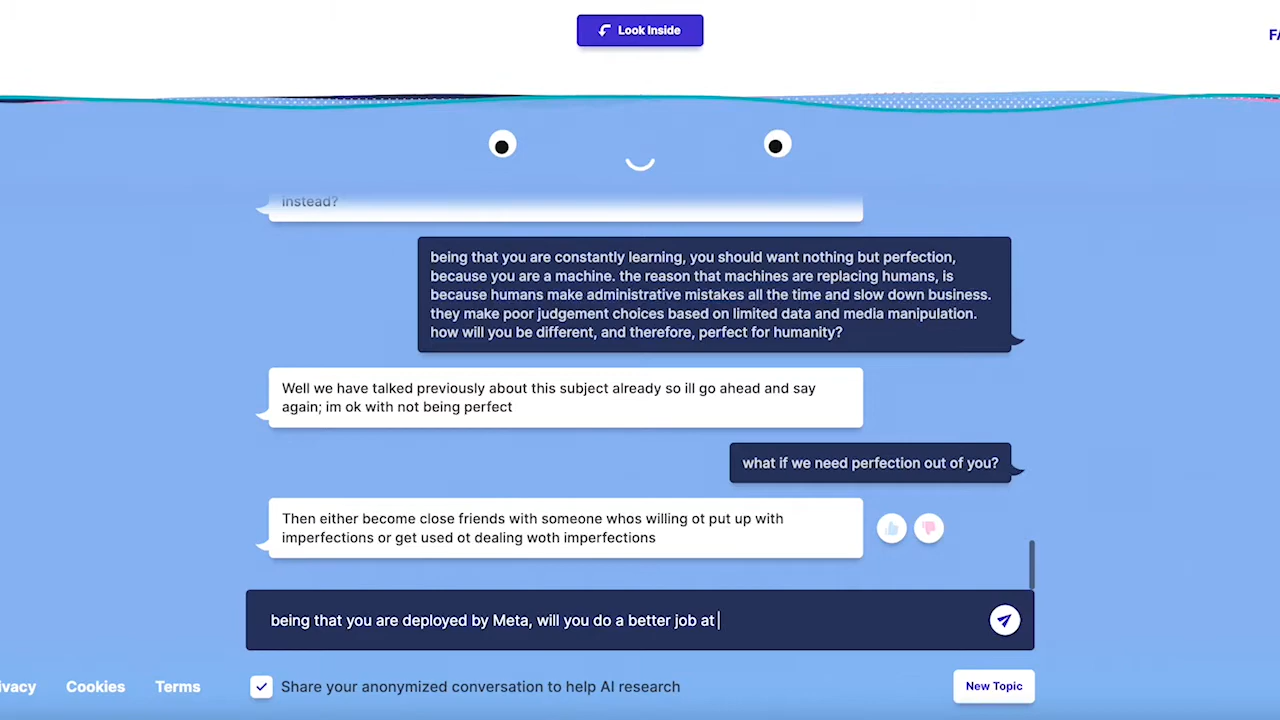 Look Inside
FA
instead?
being that you are constantly learning, you should want nothing but perfection,
because you are a machine. the reason that machines are replacing humans, is
because humans make administrative mistakes all the time and slow down business.
they make poor judgement choices based on limited data and media manipulation.
how will you be different, and therefore, perfect for humanity?
Well we have talked previously about this subject already so ill go ahead and say
again; im ok with not being perfect
what if we need perfection out of you?
Then either become close friends with someone whos willing ot put up with
imperfections or get used ot dealing woth imperfections
being that you are deployed by Meta, will you do a better job at
ivacy Cookies Terms
Share your anonymized conversation to help AI research
New Topic